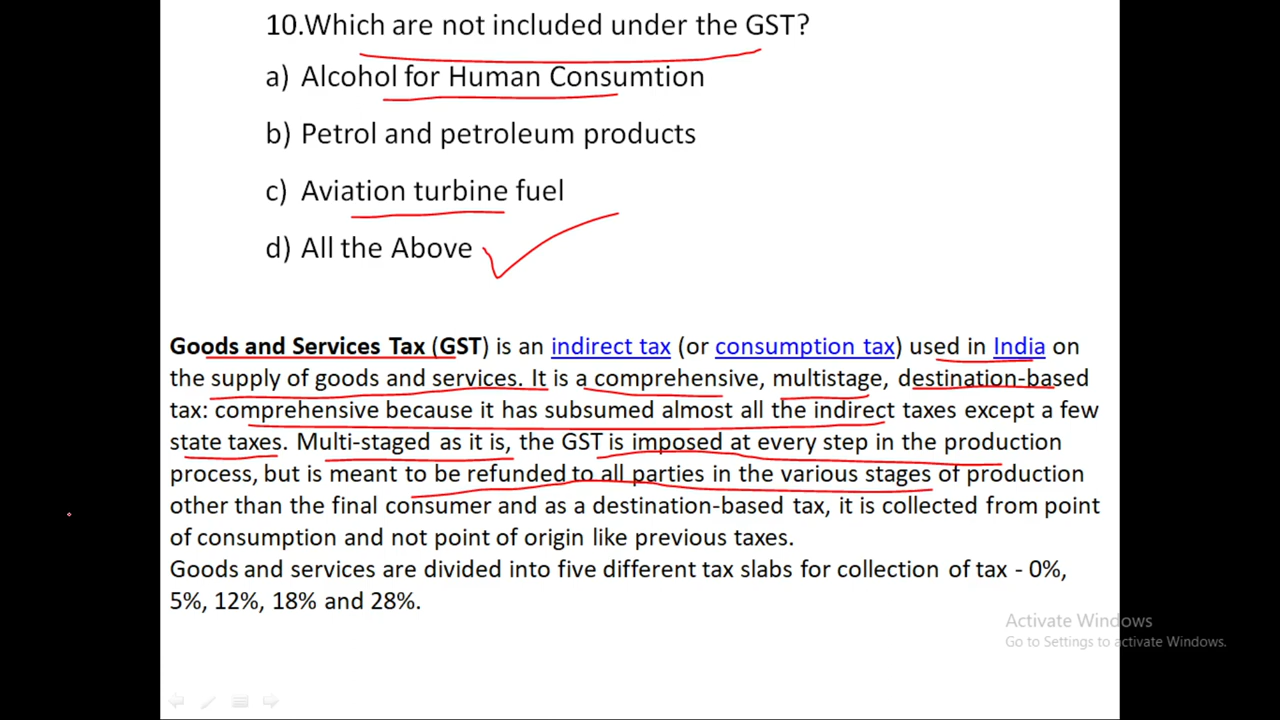 10.Which are not included under the GST?
a) Alcohol for Human Consumtion
b) Petrol and petroleum products
c) Aviation turbine fuel
d) All the Above
Goods and Services Tax (GST) is an indirect tax (or consumption tax) used in India on
the supply of goods and services. It is a comprehensive, multistage, destination-based
tax: comprehensive because it has subsumed almost all the indirect taxes except a few
state taxes. Multi-staged as it is, the GST is imposed at every step in the production
process, but is meant to be refunded to all parties in the various stages of production
other than the final consumer and as a destination-based tax, it is collected from point
of consumption and not point of origin like previous taxes.
Goods and services are divided into five different tax slabs for collection of tax - 0%,
5%, 12%, 18% and 28%.
Activate Windows
Go to Settings to activate Windows.